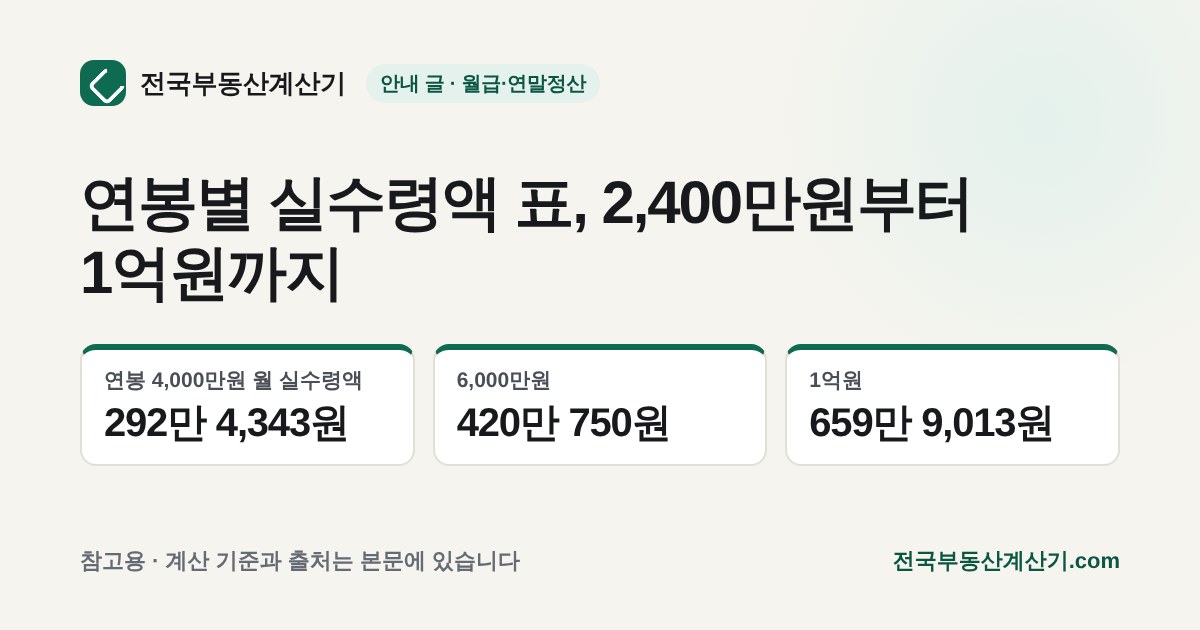 전국부동산계산기
안내 글 · 월급·연말정산
연봉별 실수령액 표, 2,400만원부터
1억원까지
연봉 4,000만원 월 실수령액
292만 4,343원
6,000만원
420만 750원
1억원
659만 9,013원
참고용 · 계산 기준과 출처는 본문에 있습니다
전국부동산계산기.com